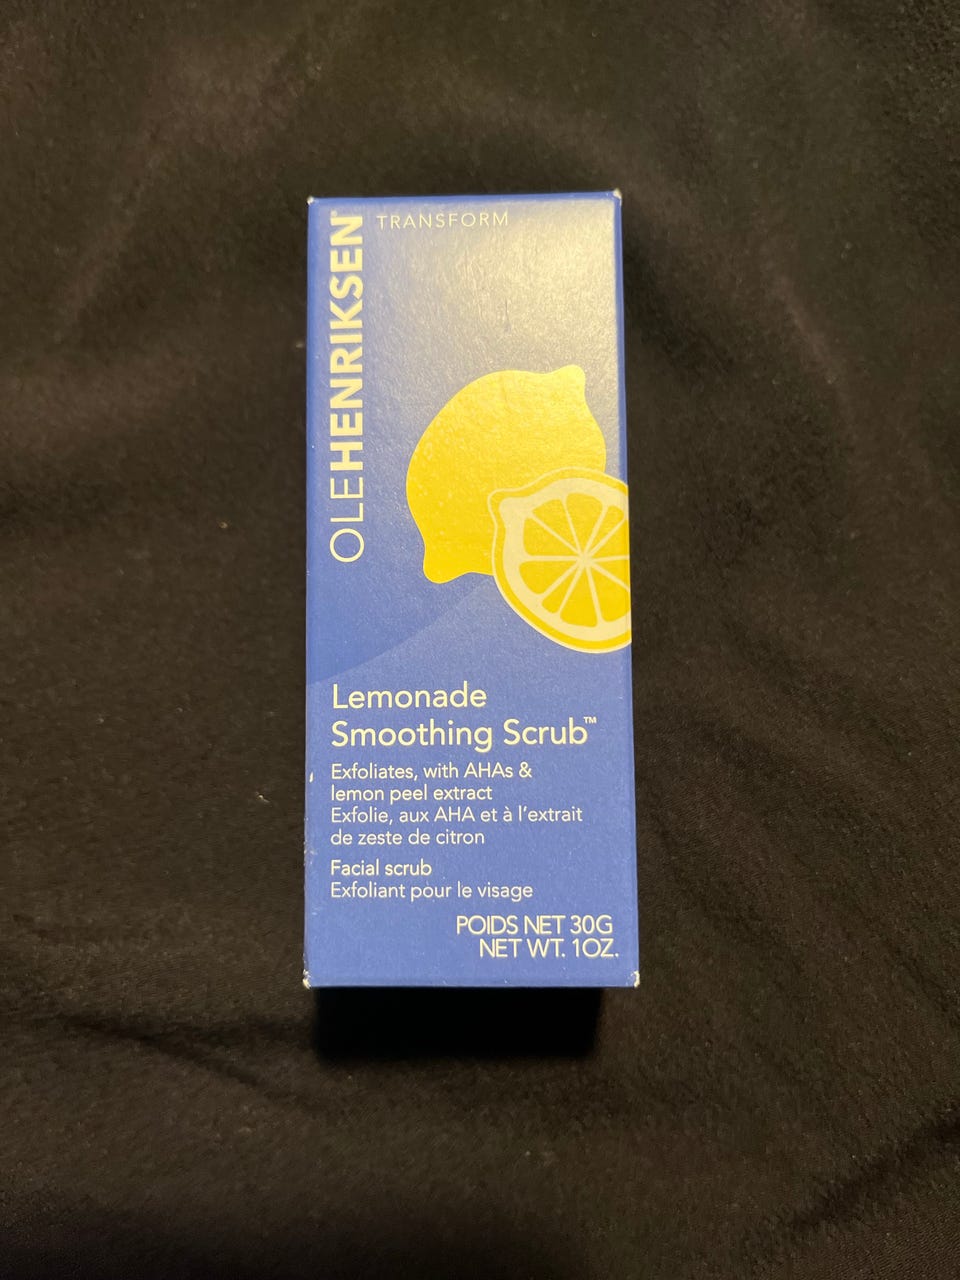 OLEHENRIKSEN®
TRANSFORM
Lemonade
Smoothing Scrub™
Exfoliates, with AHAs &
lemon peel extract
Exfolie, aux AHA et à l'extrait
de zeste de citron
Facial scrub
Exfoliant pour le visage
POIDS NET 30G
NET WT. 1OZ.